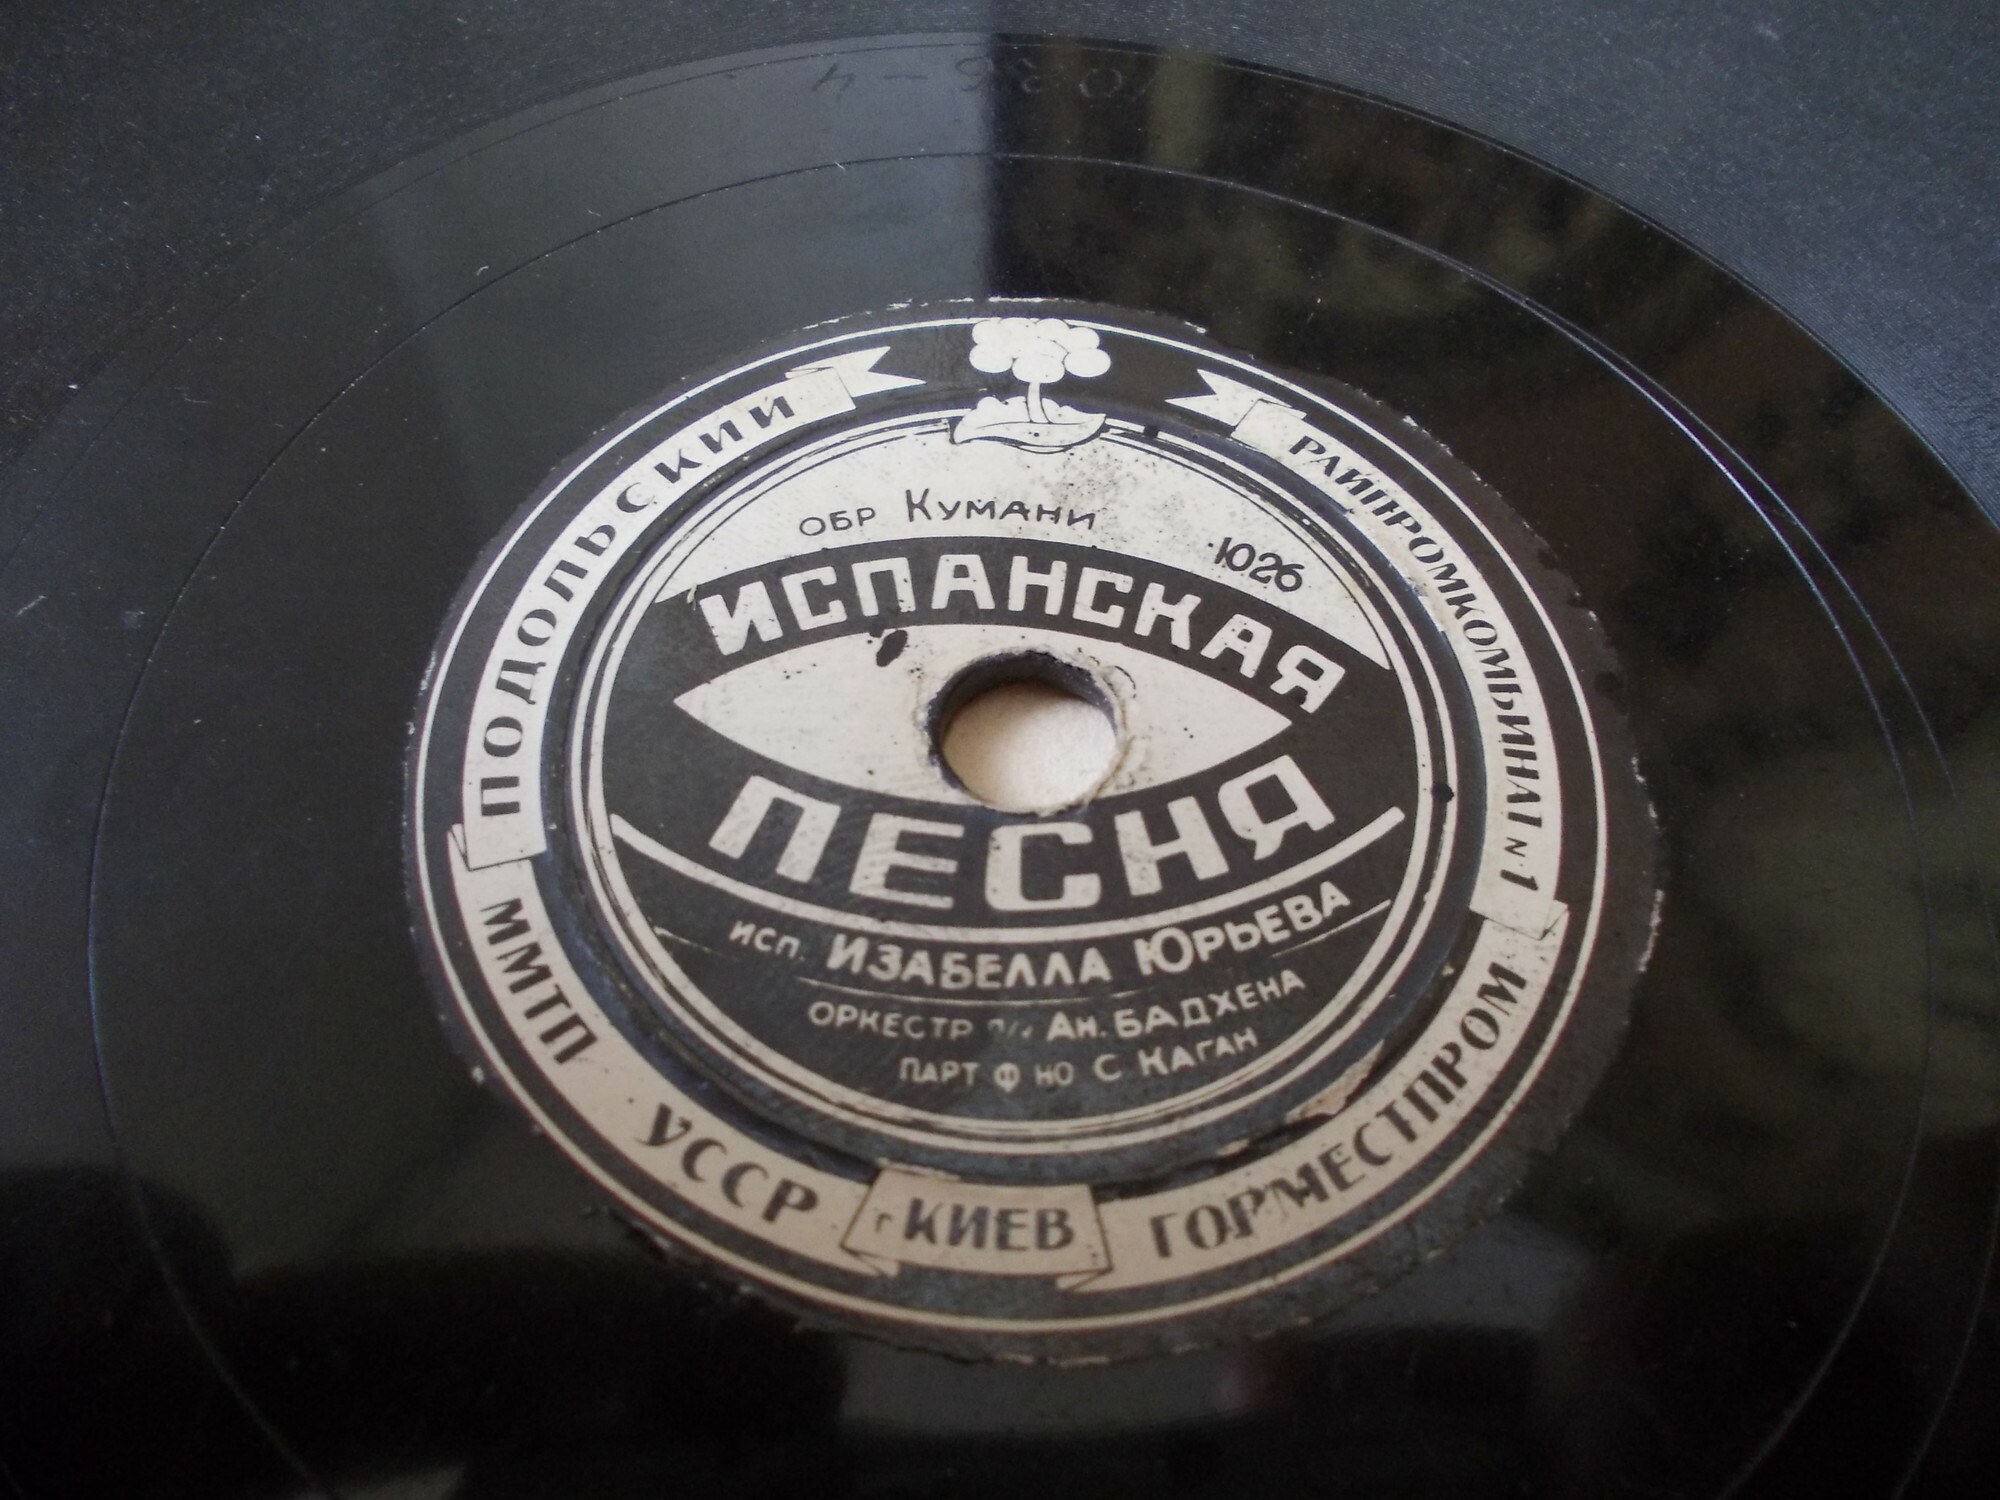 ПОДОЛЬСКИЙ
РАЙПРОМКОМБИНАТ №1
ОБР КУМАНИ
1026
ИСПАНСКАЯ
ПЕСНЯ
ИСП. ИЗАБЕЛЛА ЮРЬЕВА
ОРКЕСТР П/У АН. БАДХЕНА
ПАРТ Ф НО С КАГАН
ММТП УССР г КИЕВ ГОРМЕСТПРОМ